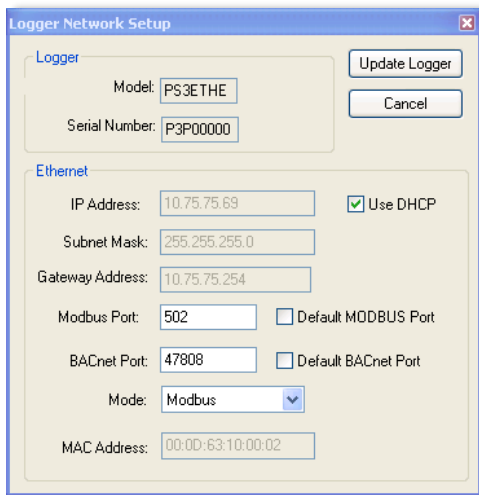 Logger Network Setup
Logger
Update Logger
Model: PS3ETHE
Cancel
Serial Number: P3P00000
Ethernet
IP Address: 10.75.75.69 Use DHCP
Subnet Mask: 255.255.255.0
Gateway Address: 10.75.75.254
Modbus Port: 502 Default MODBUS Port
BACnet Port: 47808 Default BACnet Port
Mode: Modbus
MAC Address: 00:0D:63:10:00:02